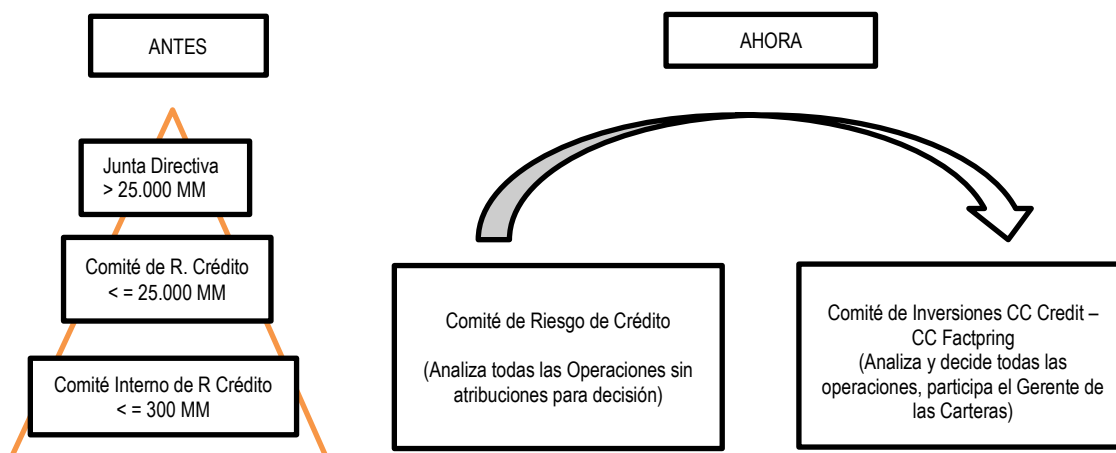 ANTES
Junta Directiva
> 25.000 MM
Comité de R. Crédito
< = 25.000 MM
Comité Interno de R Crédito
< = 300 MM
AHORA
Comité de Riesgo de Crédito
(Analiza todas las Operaciones sin
atribuciones para decisión)
Comité de Inversiones CC Credit –
CC Factpring
(Analiza y decide todas las
operaciones, participa el Gerente de
las Carteras)